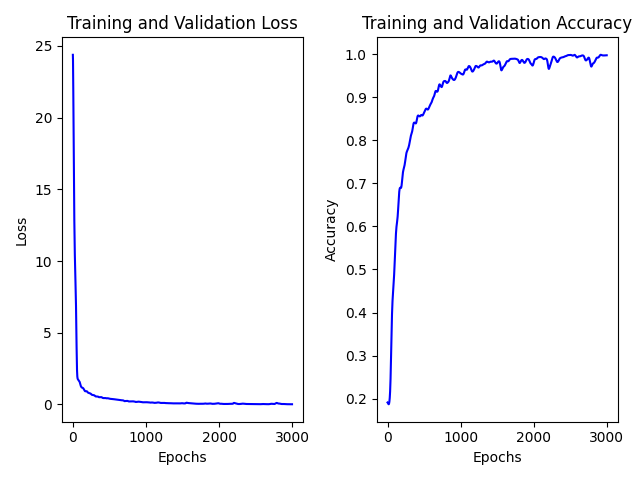 Training and Validation Loss
25
20
15
10
5
0
Loss
0 1000 2000 3000
Epochs
Training and Validation Accuracy
1.0
0.9
0.8
0.7
0.6
0.5
0.4
0.3
0.2
Accuracy
0 1000 2000 3000
Epochs